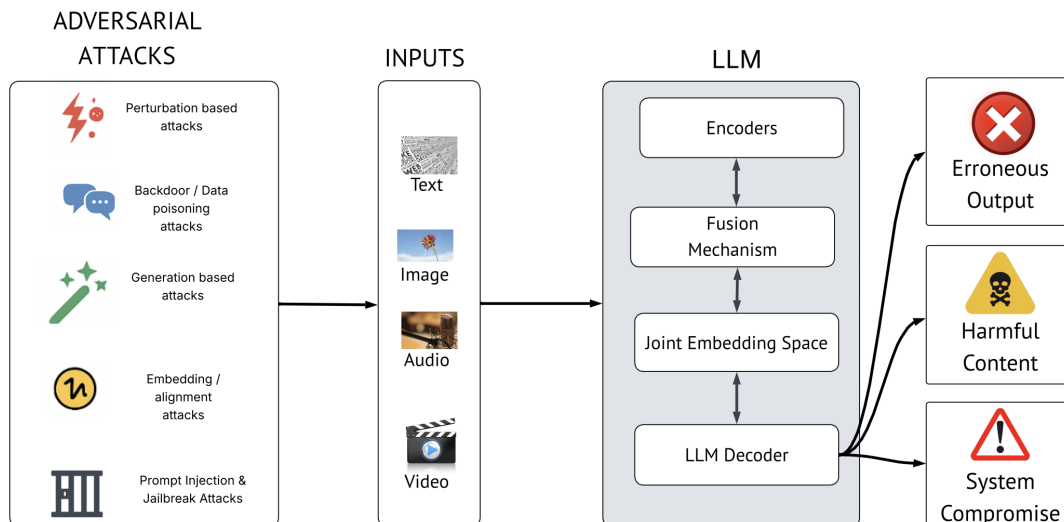 ADVERSARIAL
ATTACKS
Perturbation based
attacks
Backdoor / Data
poisoning
attacks
Generation based
attacks
Embedding /
alignment
attacks
Prompt Injection &
Jailbreak Attacks
INPUTS
Text
Image
Audio
Video
LLM
Encoders
Fusion
Mechanism
Joint Embedding Space
LLM Decoder
Erroneous
Output
Harmful
Content
System
Compromise